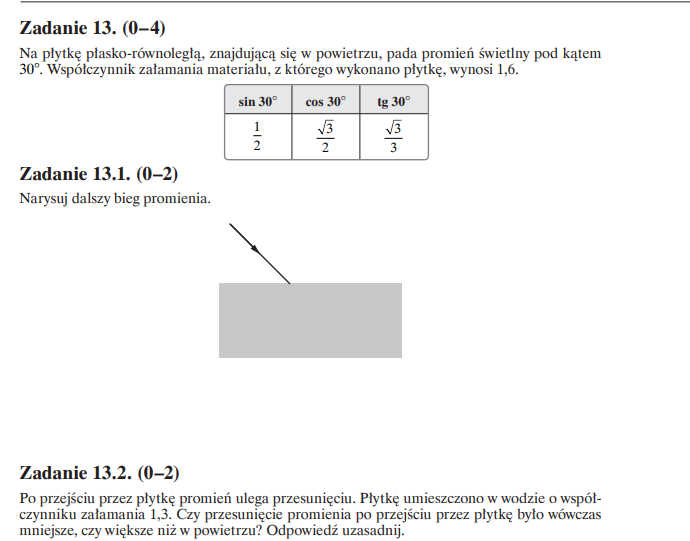 Zadanie 13. (0–4)
Na płytkę płasko-równoległą, znajdującą się w powietrzu, pada promień świetlny pod kątem
30°. Współczynnik załamania materiału, z którego wykonano płytkę, wynosi 1,6.
sin 30° cos 30° tg 30°
1/2 √3/2 √3/3
Zadanie 13.1. (0–2)
Narysuj dalszy bieg promienia.
Zadanie 13.2. (0–2)
Po przejściu przez płytkę promień ulega przesunięciu. Płytkę umieszczono w wodzie o współ-
czynniku załamania 1,3. Czy przesunięcie promienia po przejściu przez płytkę było wówczas
mniejsze, czy większe niż w powietrzu? Odpowiedź uzasadnij.